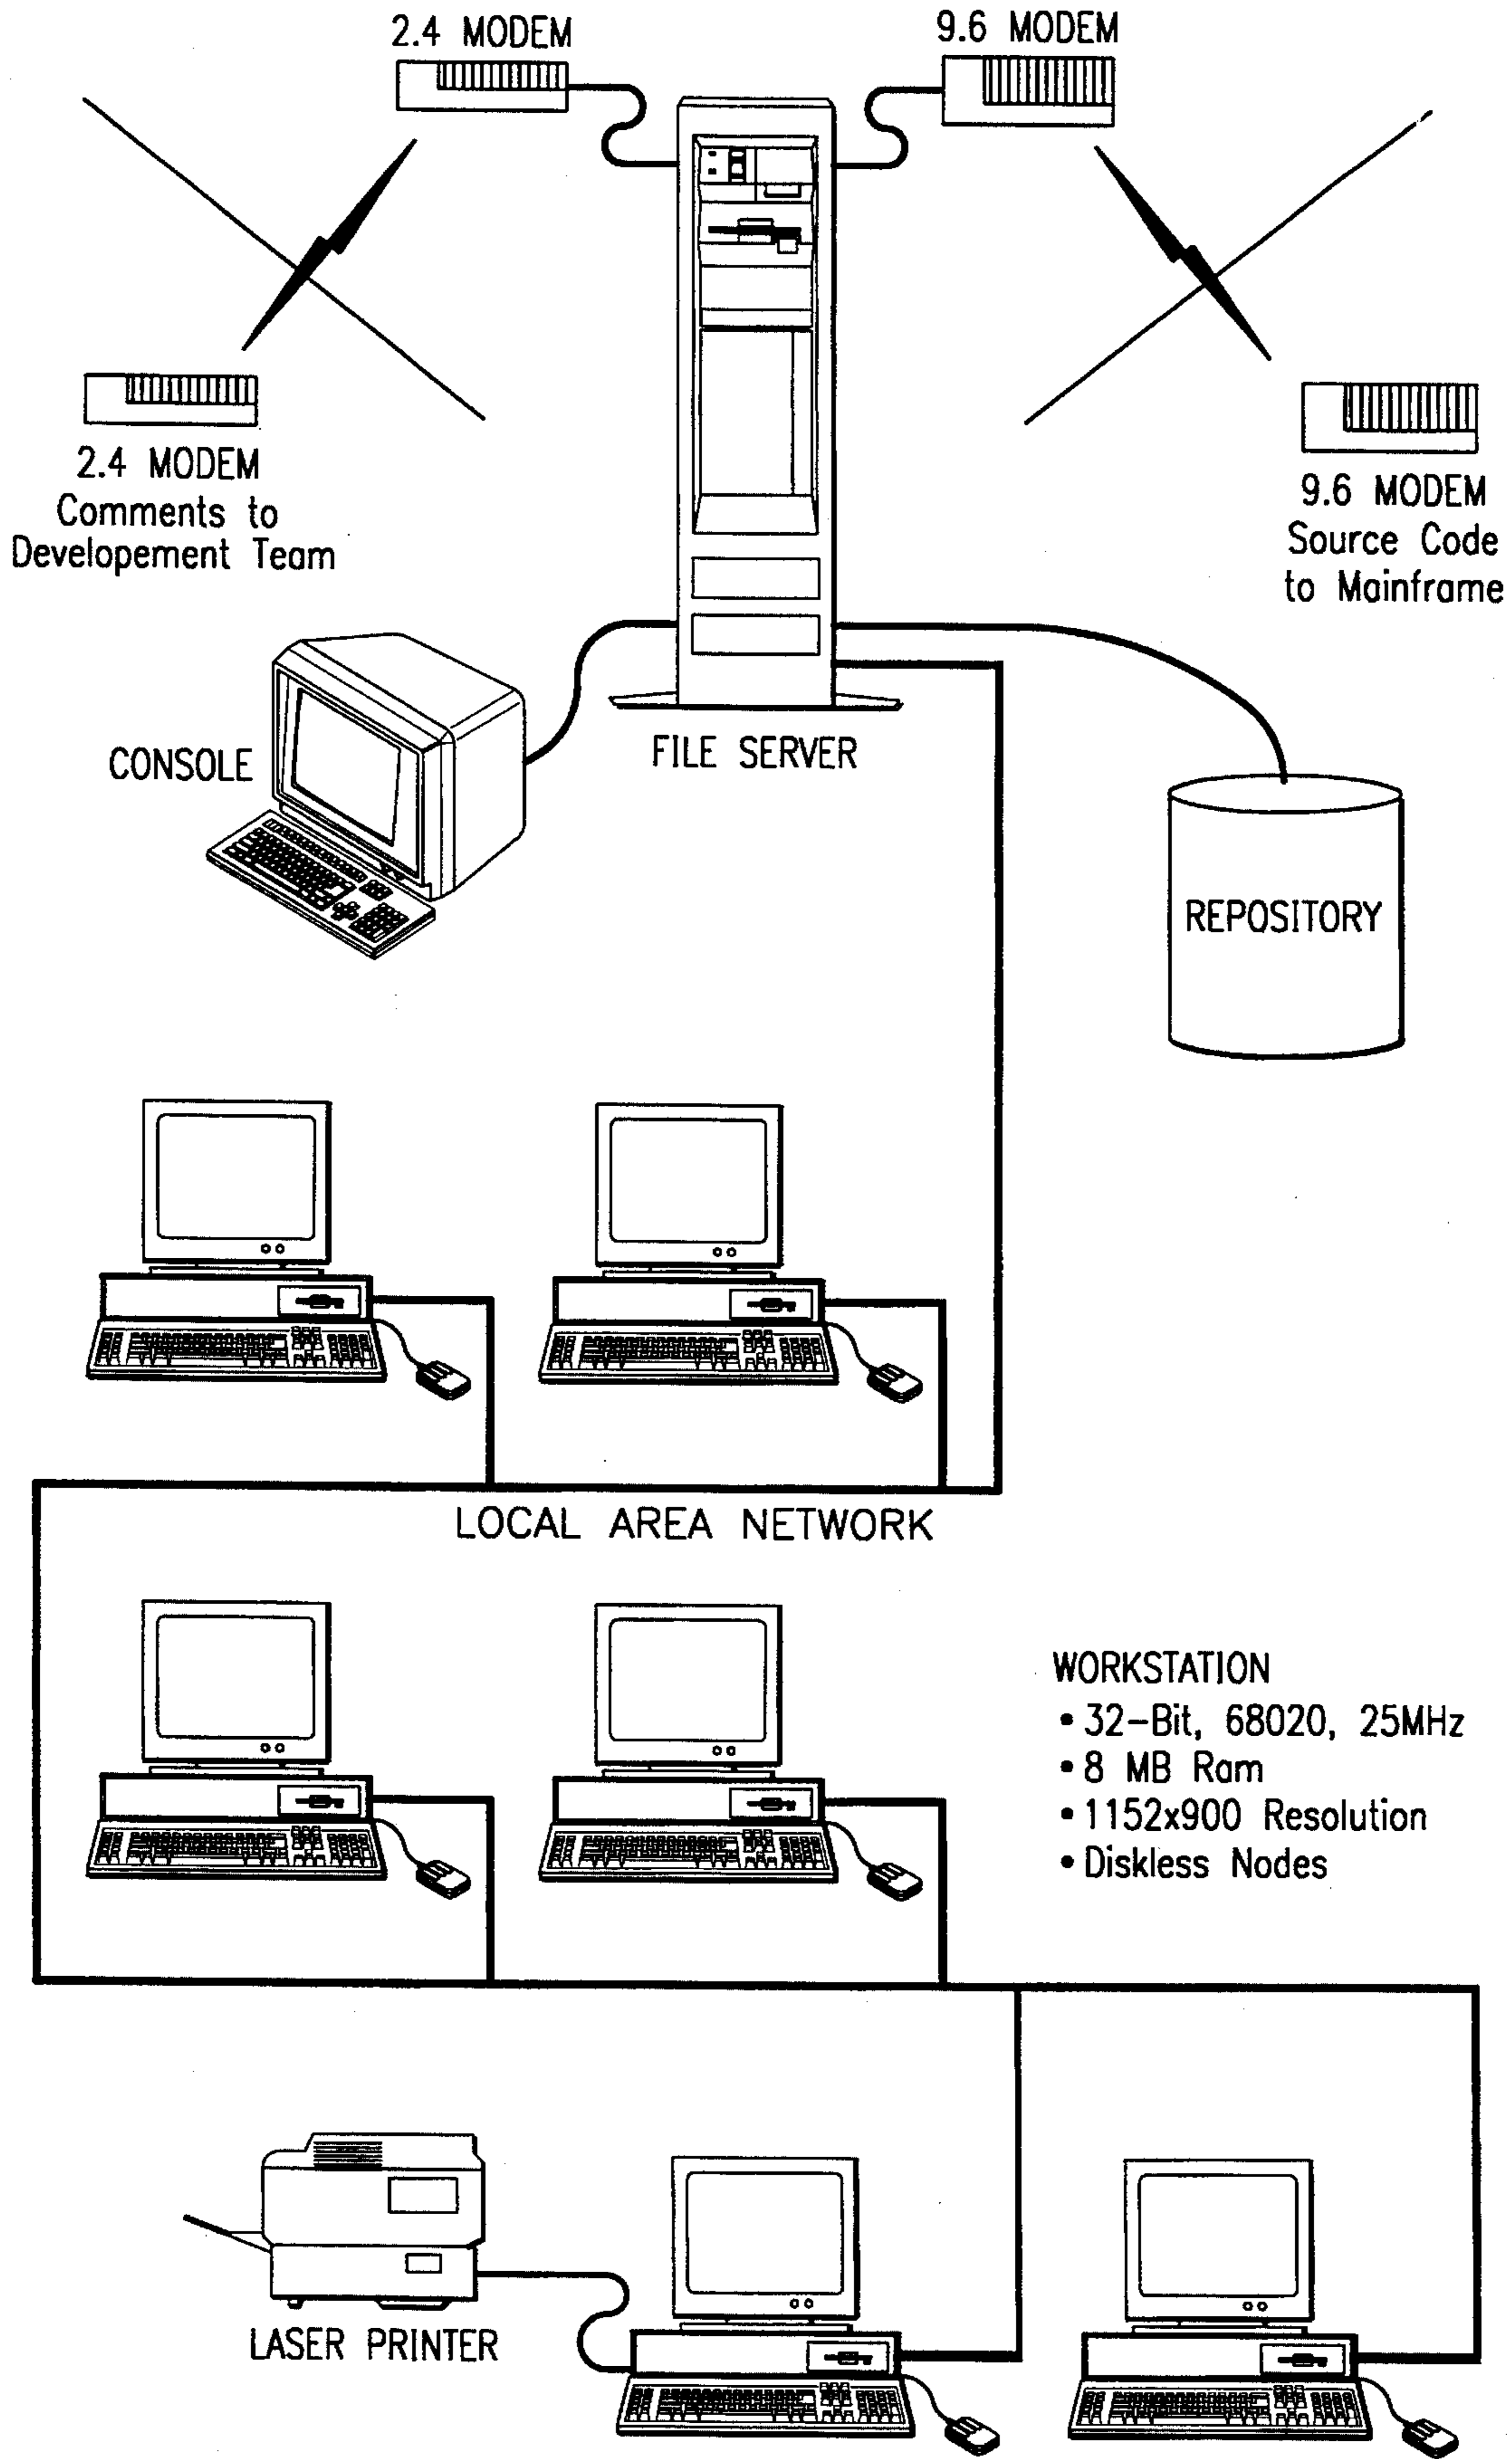 2.4 MODEM
9.6 MODEM
2.4 MODEM
Comments to
Developement Team
9.6 MODEM
Source Code
to Mainframe
CONSOLE
FILE SERVER
REPOSITORY
LOCAL AREA NETWORK
WORKSTATION
• 32-Bit, 68020, 25MHz
• 8 MB Ram
• 1152x900 Resolution
• Diskless Nodes
LASER PRINTER